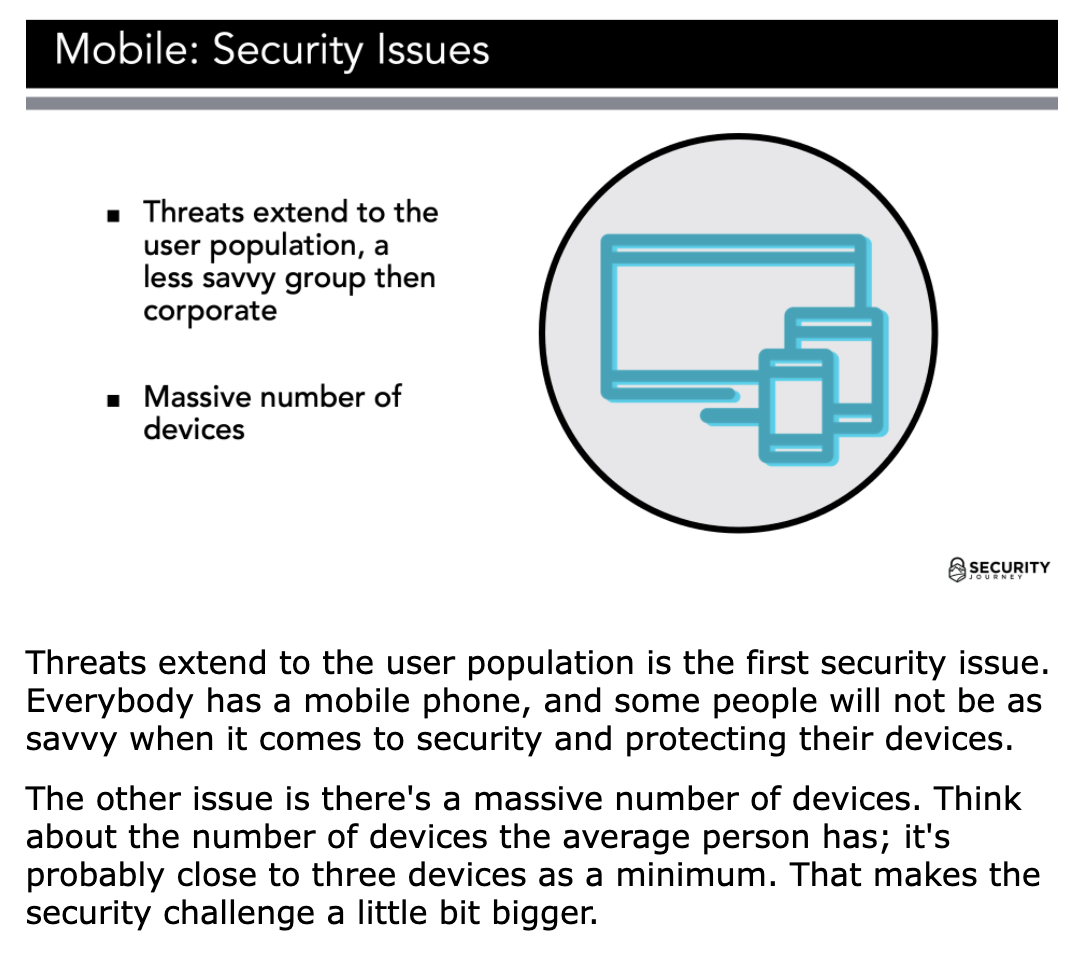 Mobile: Security Issues
■ Threats extend to the
user population, a
less savvy group then
corporate
■ Massive number of
devices
SECURITY
JOURNEY
Threats extend to the user population is the first security issue.
Everybody has a mobile phone, and some people will not be as
savvy when it comes to security and protecting their devices.
The other issue is there's a massive number of devices. Think
about the number of devices the average person has; it's
probably close to three devices as a minimum. That makes the
security challenge a little bit bigger.